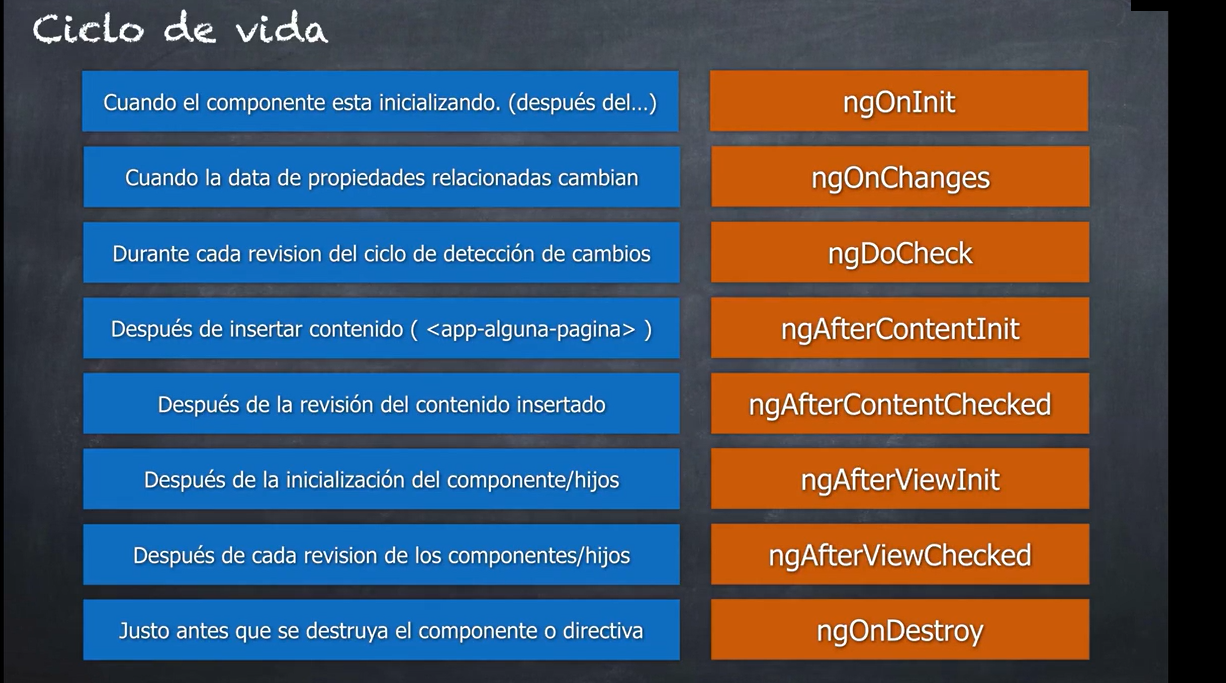 Ciclo de vida
Cuando el componente esta inicializando. (después del...)
ngOnInit
Cuando la data de propiedades relacionadas cambian
ngOnChanges
Durante cada revision del ciclo de detección de cambios
ngDoCheck
Después de insertar contenido ( <app-alguna-pagina> )
ngAfterContentInit
Después de la revisión del contenido insertado
ngAfterContentChecked
Después de la inicialización del componente/hijos
ngAfterViewInit
Después de cada revision de los componentes/hijos
ngAfterViewChecked
Justo antes que se destruya el componente o directiva
ngOnDestroy